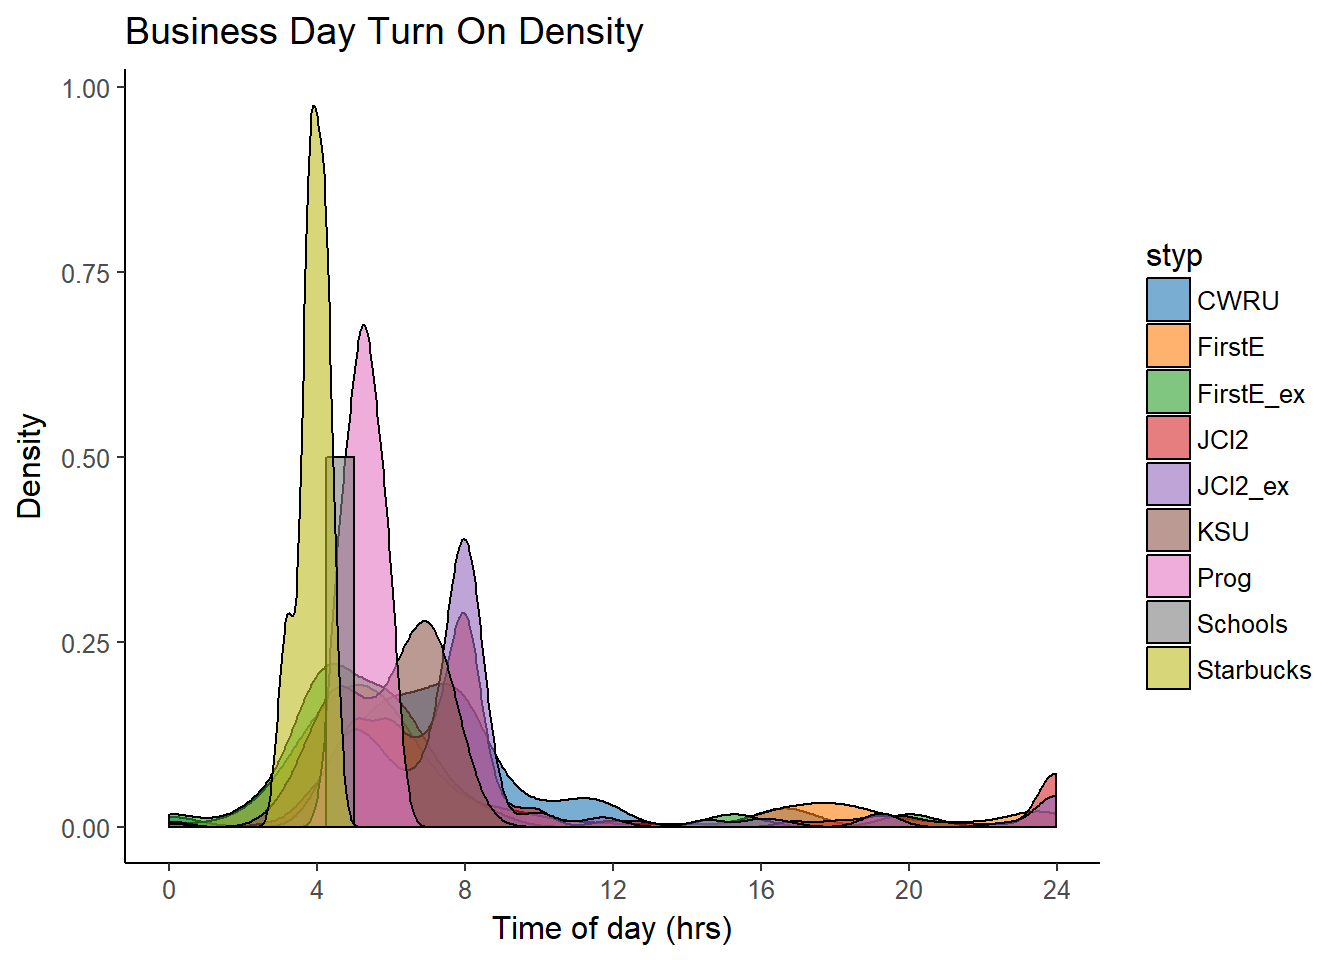 Business Day Turn On Density
1.00
0.75
0.50
0.25
0.00
Density
0
4
8
12
16
20
24
Time of day (hrs)
styp
CWRU
FirstE
FirstE_ex
JCI2
JCI2_ex
KSU
Prog
Schools
Starbucks